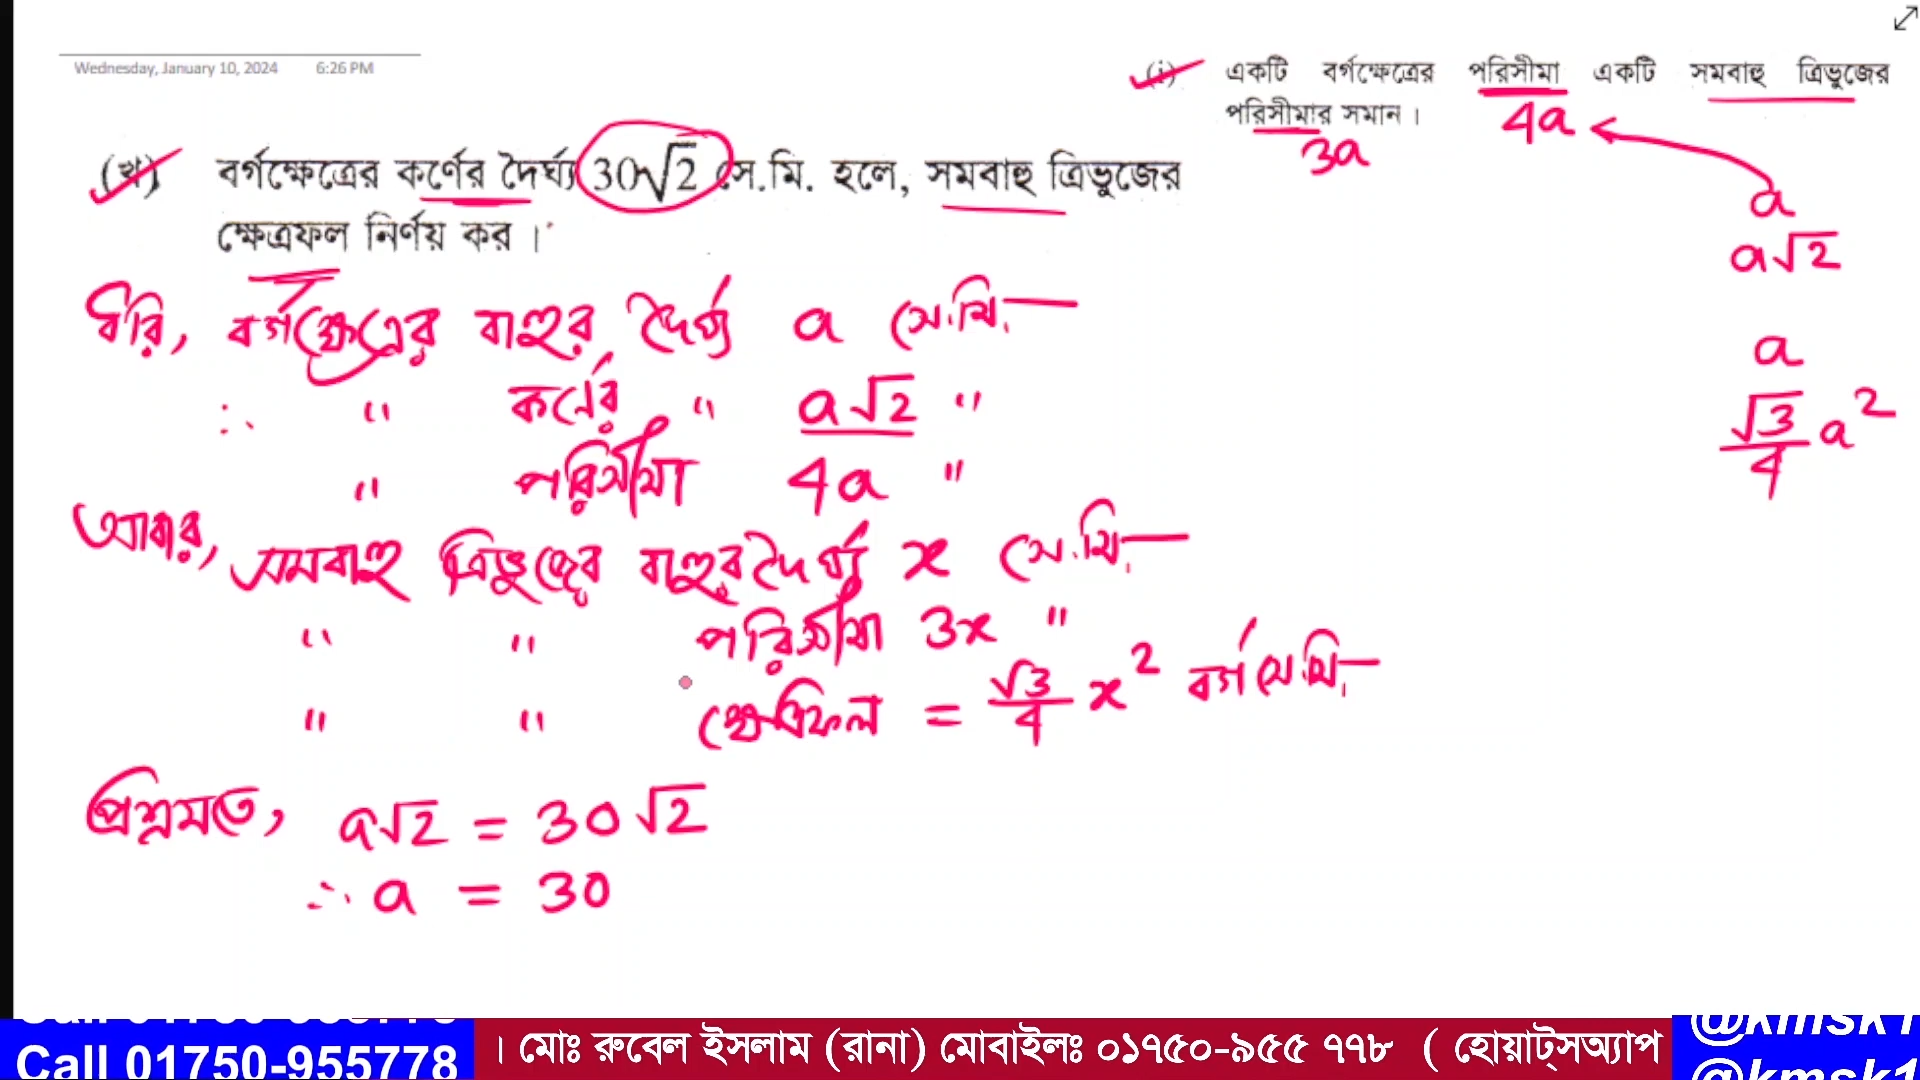 Wednesday, January 10, 2024 6:26 PM
(i) একটি বর্গক্ষেত্রের পরিসীমা একটি সমবাহু ত্রিভুজের
পরিসীমার সমান।
4a
3a
a
a√2
a
√3/4 a²
(খ) বর্গক্ষেত্রের কর্ণের দৈর্ঘ্য 30√2 সে.মি. হলে, সমবাহু ত্রিভুজের
ক্ষেত্রফল নির্ণয় কর।
ধরি, বর্গক্ষেত্রের বাহুর দৈর্ঘ্য a সে.মি.
∴ " কর্ণের " a√2 "
" পরিসীমা 4a "
আবার, সমবাহু ত্রিভুজের বাহুর দৈর্ঘ্য x সে.মি.
" " পরিসীমা 3x "
" " ক্ষেত্রফল = √3/4 x² বর্গ সে.মি.
প্রশ্নমতে, a√2 = 30√2
∴ a = 30
Call 01750-955778
। মোঃ রুবেল ইসলাম (রানা) মোবাইলঃ ০১৭৫০-৯৫৫ ৭৭৮ ( হোয়াট্সঅ্যাপ
@kmsk1
@kmsk1